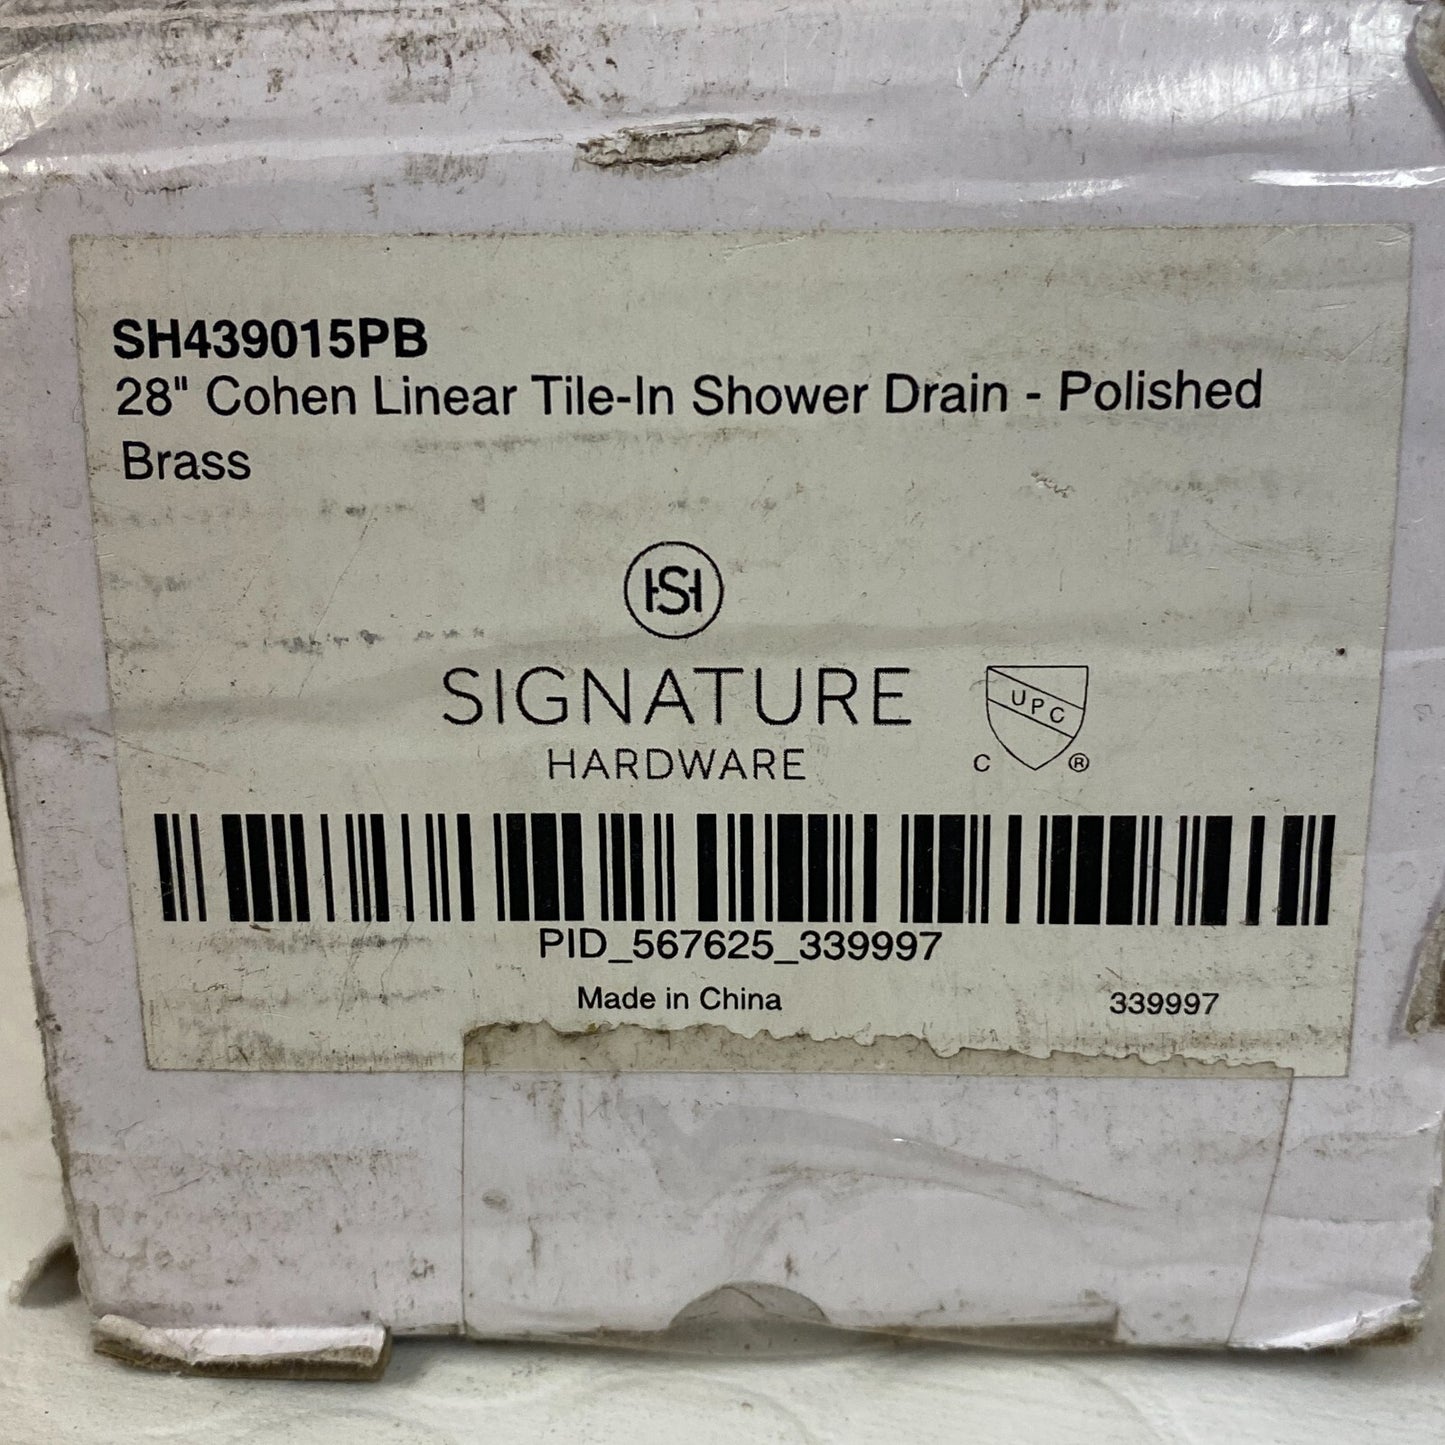 SH439015PB
28" Cohen Linear Tile-In Shower Drain - Polished
Brass
SH
SIGNATURE
HARDWARE
UPC
C ®
PID_567625_339997
Made in China
339997